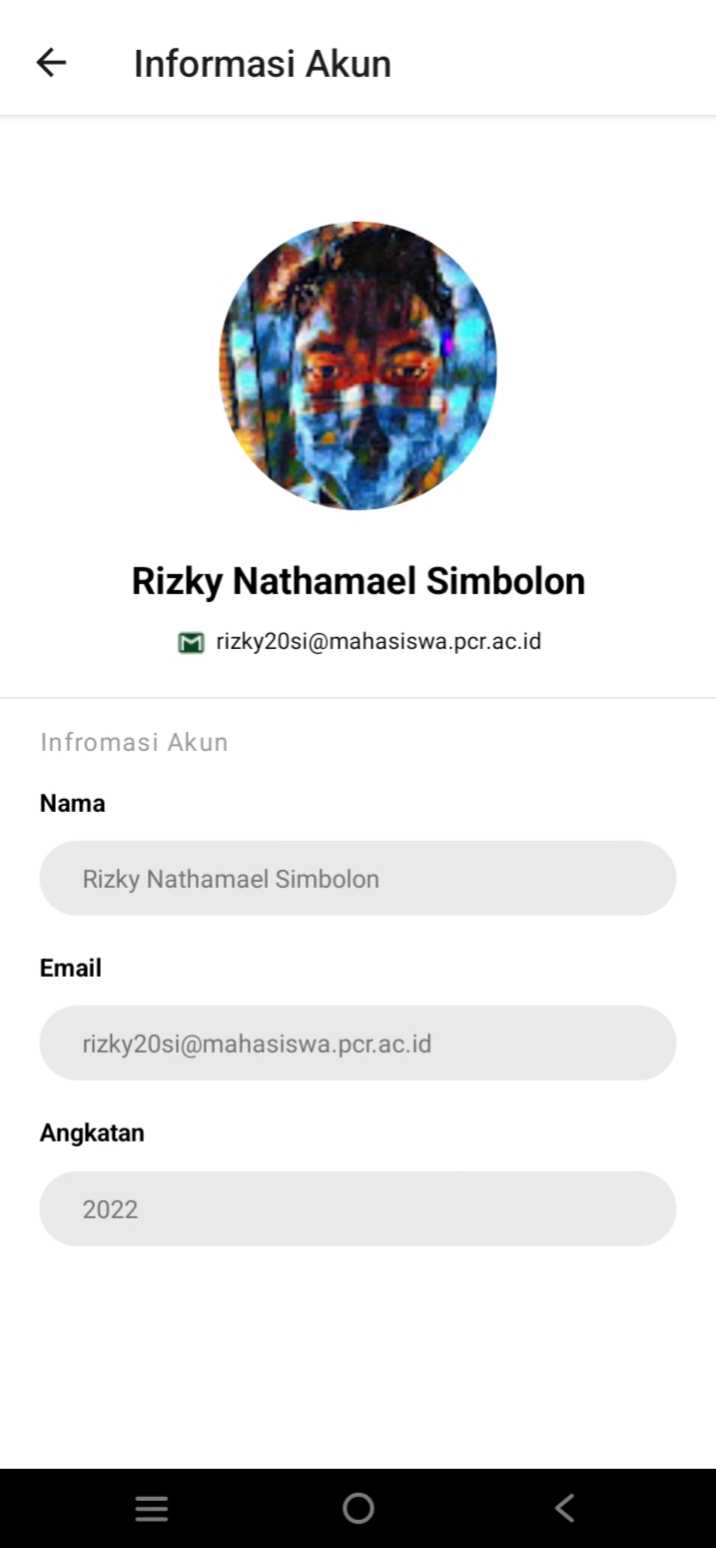 Informasi Akun
Rizky Nathamael Simbolon
rizky20si@mahasiswa.pcr.ac.id
Infromasi Akun
Nama
Rizky Nathamael Simbolon
Email
rizky20si@mahasiswa.pcr.ac.id
Angkatan
2022